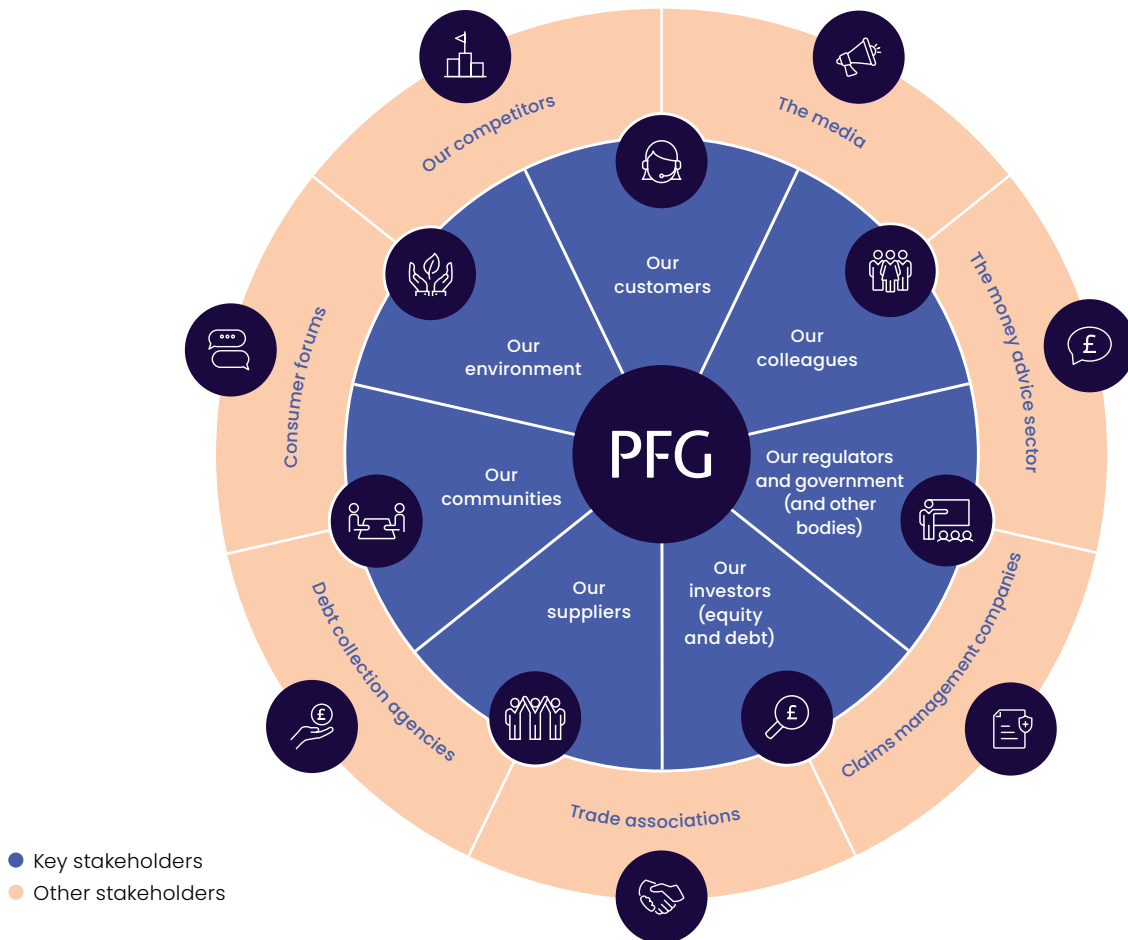 Our competitors
The media
Our
customers
Our
colleagues
Our
environment
The money advice sector
Consumer forums
PFG
Our regulators
and government
(and other
bodies)
Our
communities
Our
investors
(equity
and debt)
Our
suppliers
Debt collection agencies
Claims management companies
Trade associations
£
£
£
Key stakeholders
Other stakeholders